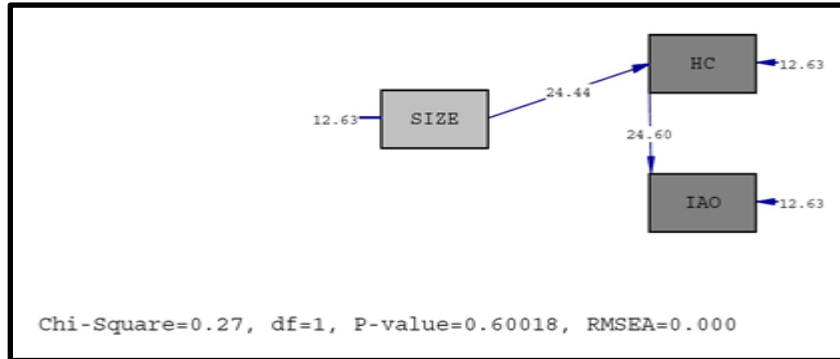 HC
12.63
24.44
12.63
SIZE
24.60
IAO
12.63
Chi-Square=0.27, df=1, P-value=0.60018, RMSEA=0.000